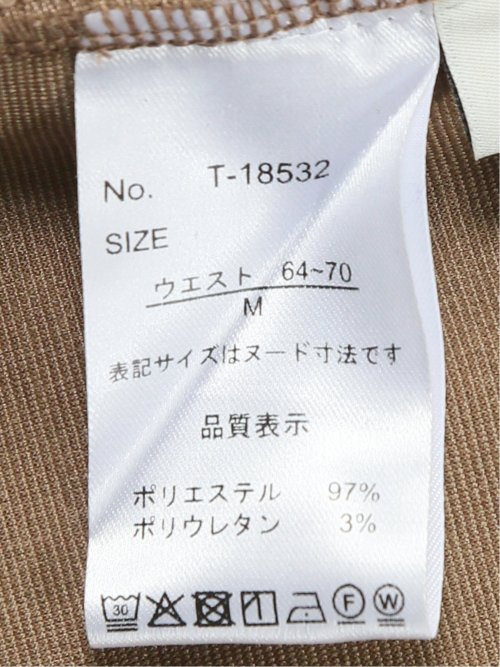 No. T-18532
SIZE
ウエスト 64~70
M
表記サイズはヌード寸法です
品質表示
ポリエステル 97%
ポリウレタン 3%
30 F W